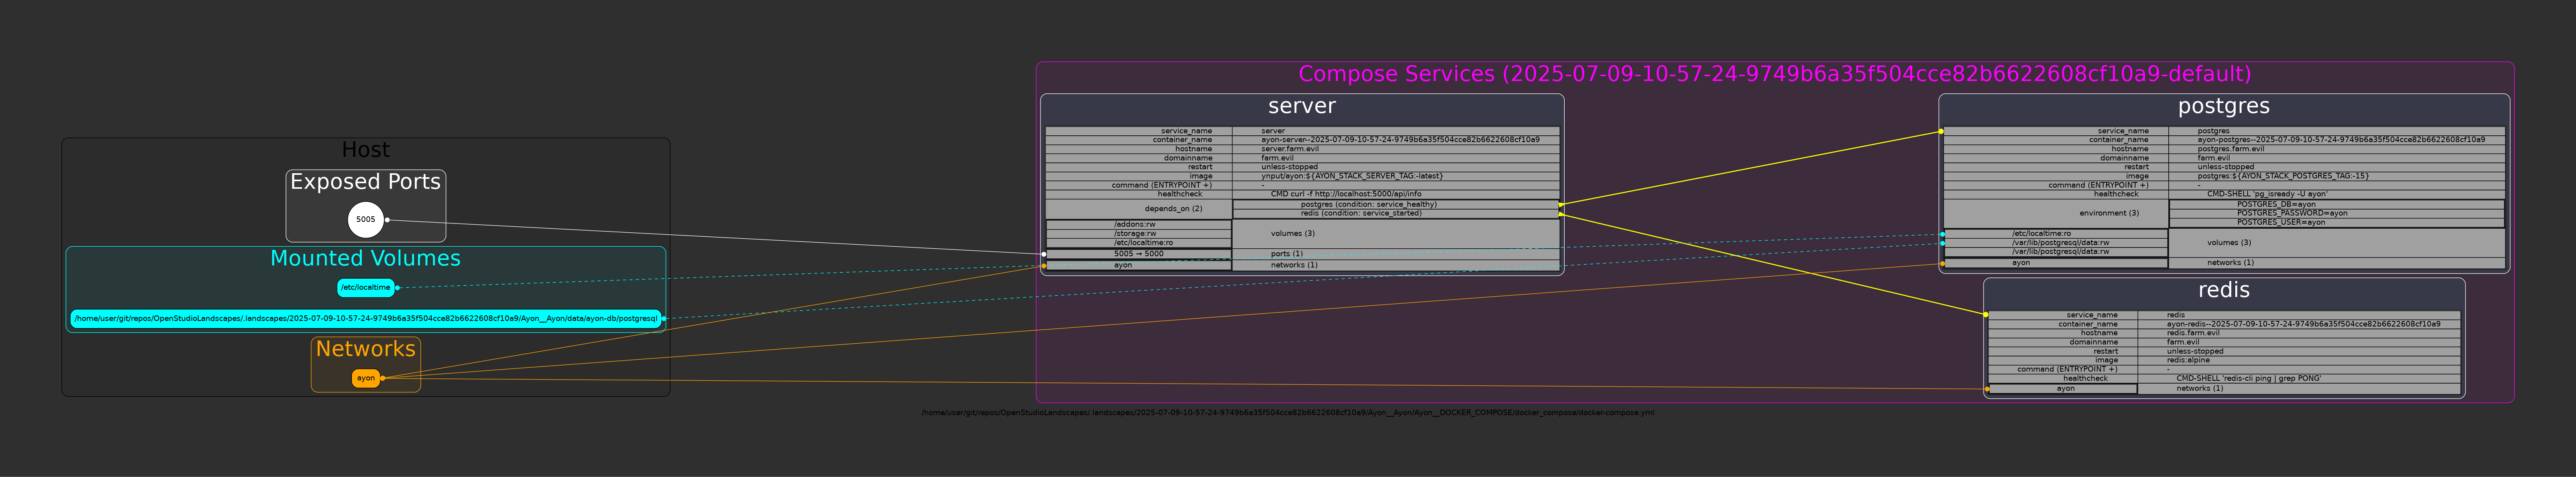 Compose Services (2025-07-09-10-57-24-9749b6a35f504cce82b6622608cf10a9-default)
Host
Exposed Ports
5005
Mounted Volumes
/etc/localtime
/home/user/git/repos/OpenStudioLandscapes/.landscapes/2025-07-09-10-57-24-9749b6a35f504cce82b6622608cf10a9/Ayon__Ayon/data/ayon-db/postgresql
Networks
ayon
server
service_name server
container_name ayon-server--2025-07-09-10-57-24-9749b6a35f504cce82b6622608cf10a9
hostname server.farm.evil
domainname farm.evil
restart unless-stopped
image ynput/ayon:${AYON_STACK_SERVER_TAG:-latest}
command (ENTRYPOINT +) -
healthcheck CMD curl -f http://localhost:5000/api/info
depends_on (2)
postgres (condition: service_healthy)
redis (condition: service_started)
/addons:rw
/storage:rw
/etc/localtime:ro
volumes (3)
5005 → 5000 ports (1)
ayon networks (1)
postgres
service_name postgres
container_name ayon-postgres--2025-07-09-10-57-24-9749b6a35f504cce82b6622608cf10a9
hostname postgres.farm.evil
domainname farm.evil
restart unless-stopped
image postgres:${AYON_STACK_POSTGRES_TAG:-15}
command (ENTRYPOINT +) -
healthcheck CMD-SHELL 'pg_isready -U ayon'
environment (3)
POSTGRES_DB=ayon
POSTGRES_PASSWORD=ayon
POSTGRES_USER=ayon
/etc/localtime:ro
/var/lib/postgresql/data:rw
/var/lib/postgresql/data:rw
volumes (3)
ayon networks (1)
redis
service_name redis
container_name ayon-redis--2025-07-09-10-57-24-9749b6a35f504cce82b6622608cf10a9
hostname redis.farm.evil
domainname farm.evil
restart unless-stopped
image redis:alpine
command (ENTRYPOINT +) -
healthcheck CMD-SHELL 'redis-cli ping | grep PONG'
ayon networks (1)
/home/user/git/repos/OpenStudioLandscapes/.landscapes/2025-07-09-10-57-24-9749b6a35f504cce82b6622608cf10a9/Ayon__Ayon/Ayon__DOCKER_COMPOSE/docker_compose/docker-compose.yml